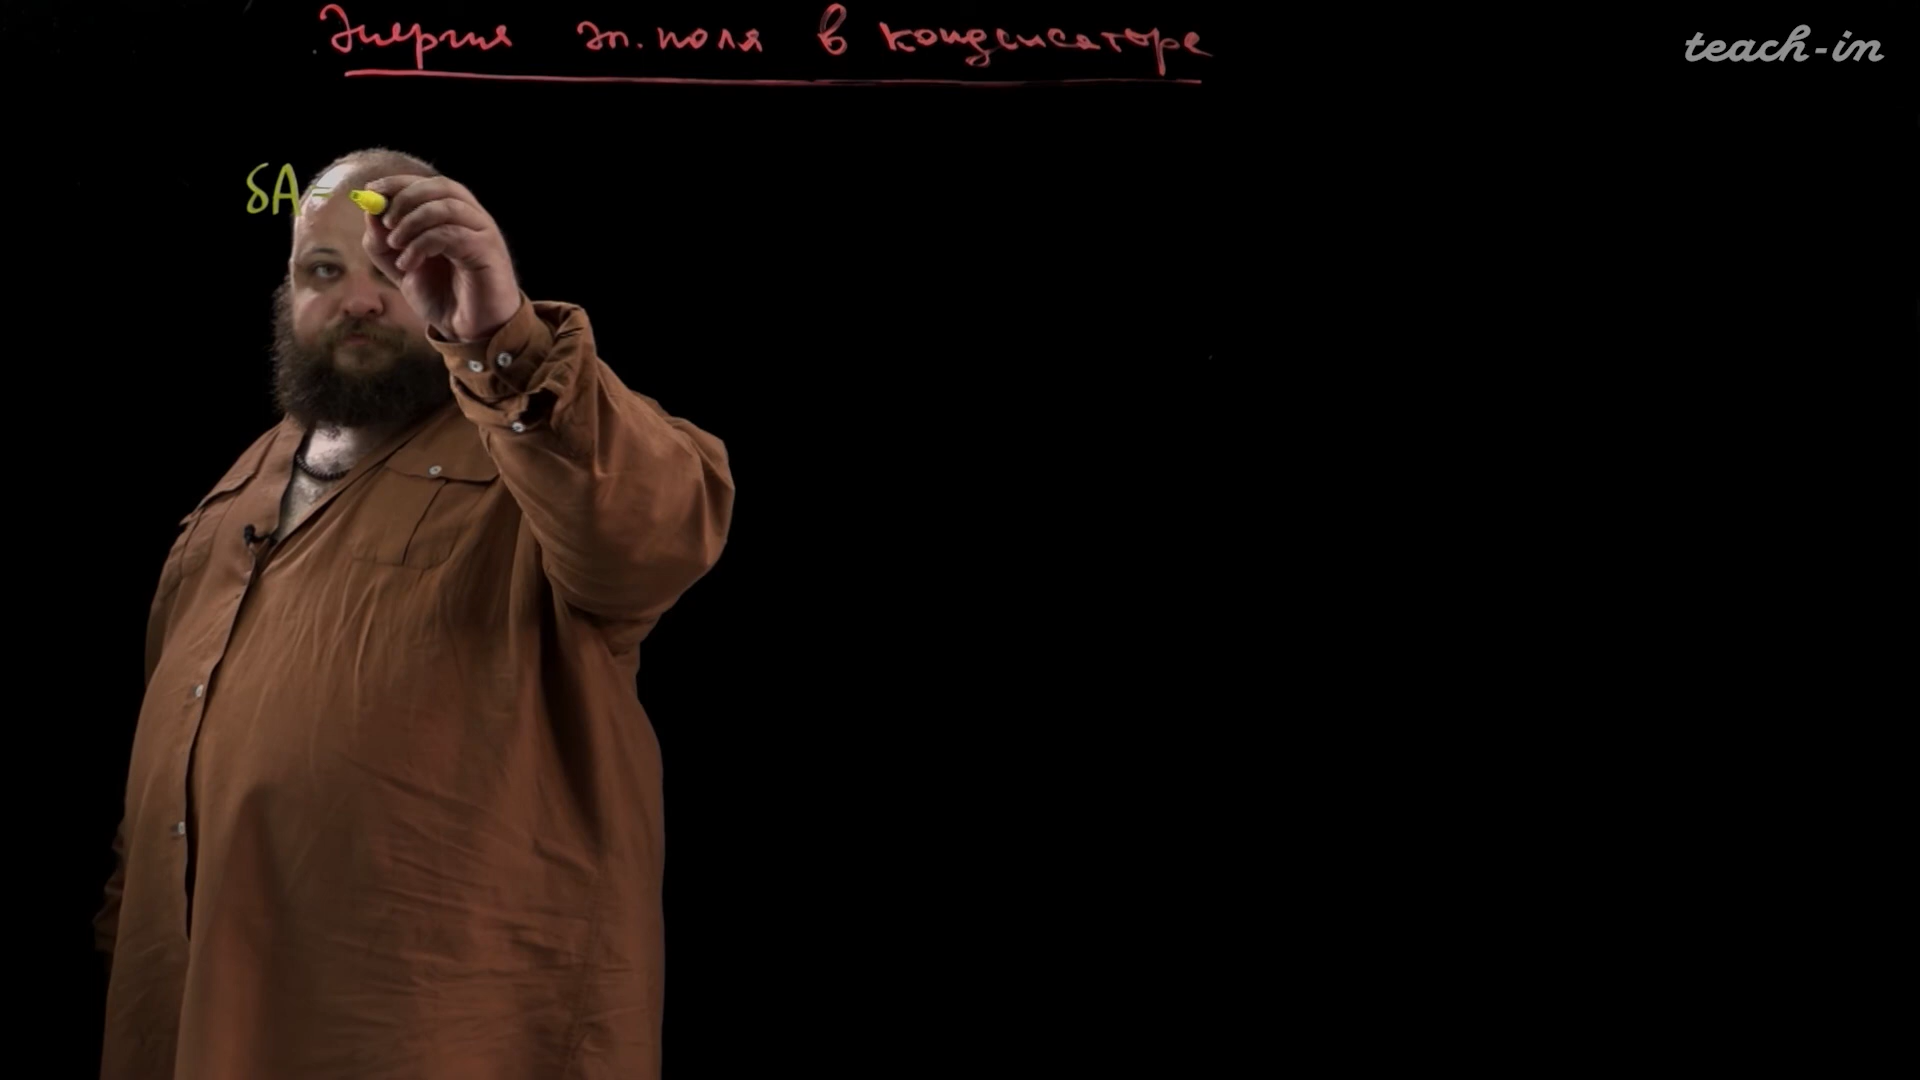 Энергия эл. поля в конденсаторе
teach-in
δA =